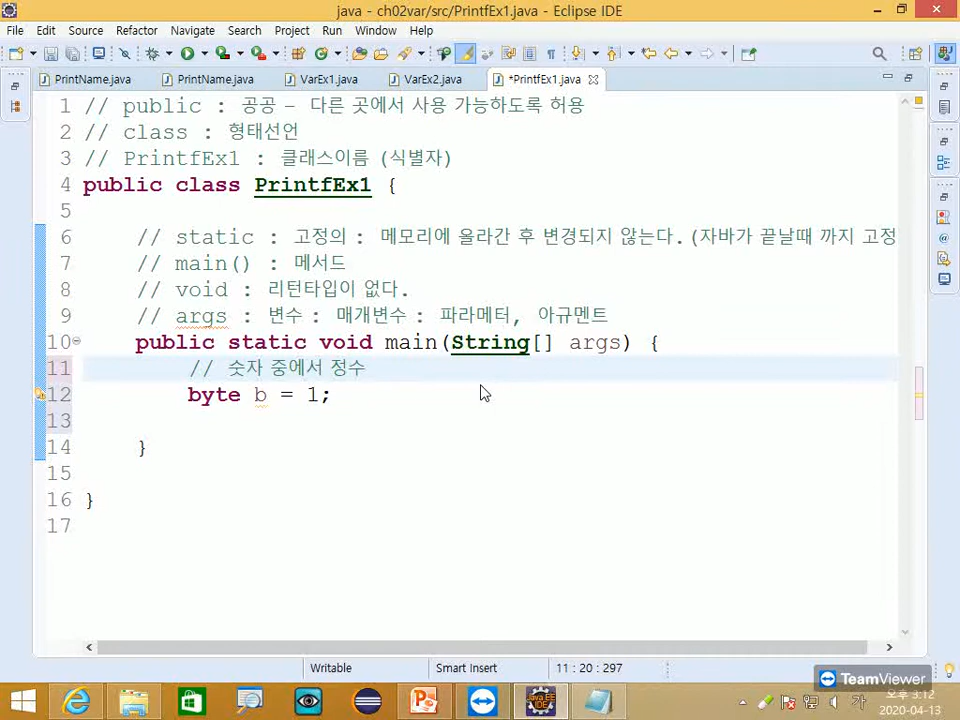 java - ch02var/src/PrintfEx1.java - Eclipse IDE
File Edit Source Refactor Navigate Search Project Run Window Help
PrintName.java PrintName.java VarEx1.java VarEx2.java *PrintfEx1.java
1 // public : 공공 - 다른 곳에서 사용 가능하도록 허용
2 // class : 형태선언
3 // PrintfEx1 : 클래스이름 (식별자)
4 public class PrintfEx1 {
5
6 // static : 고정의 : 메모리에 올라간 후 변경되지 않는다.(자바가 끝날때 까지 고정
7 // main() : 메서드
8 // void : 리턴타입이 없다.
9 // args : 변수 : 매개변수 : 파라메터, 아규멘트
10 public static void main(String[] args) {
11 // 숫자 중에서 정수
12 byte b = 1;
13
14 }
15
16 }
17
Writable Smart Insert 11 : 20 : 297
TeamViewer
오후 3:12
2020-04-13